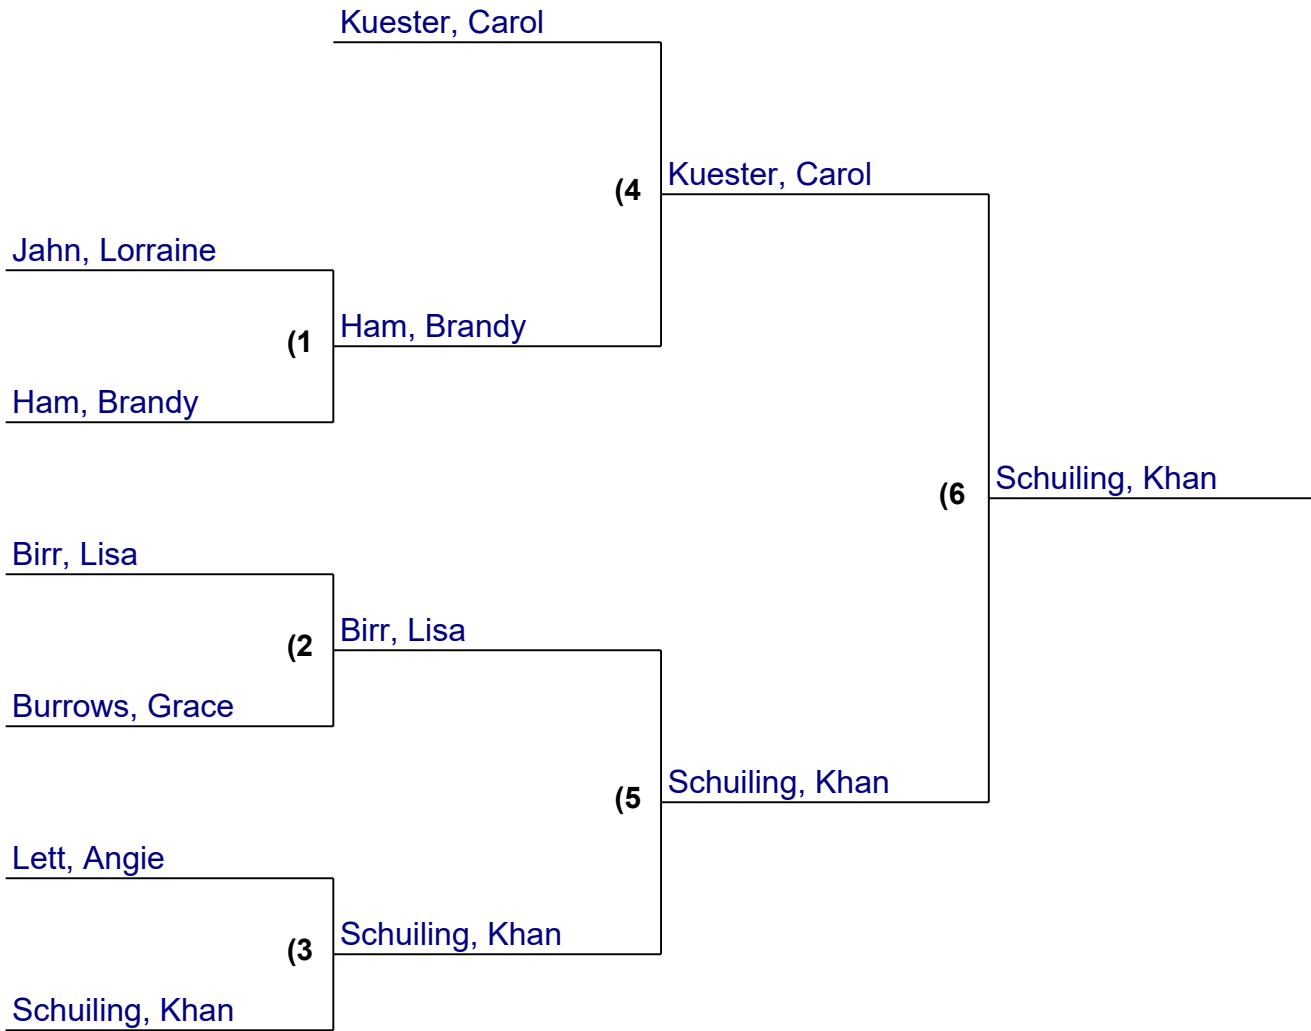 Kuester, Carol
(4
Kuester, Carol
Jahn, Lorraine
(1
Ham, Brandy
Ham, Brandy
(6
Schuiling, Khan
Birr, Lisa
(2
Birr, Lisa
Burrows, Grace
(5
Schuiling, Khan
Lett, Angie
(3
Schuiling, Khan
Schuiling, Khan